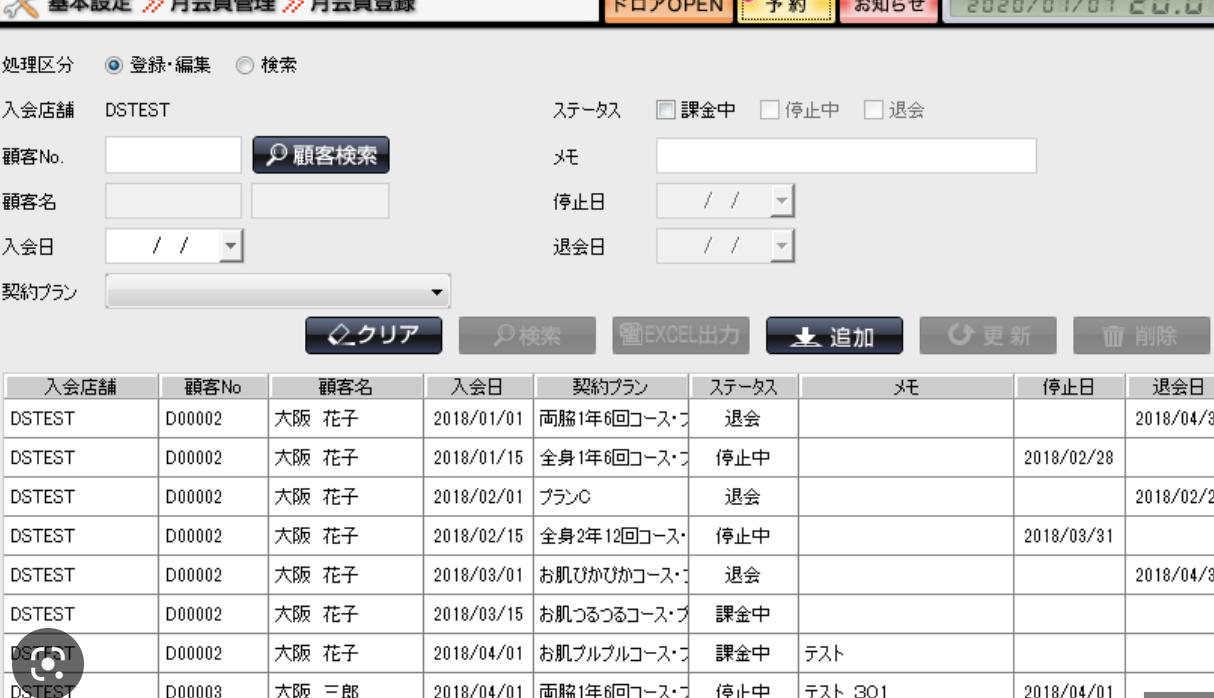 基本設定 月会員管理 月会員登録 ドロアOPEN 予約 お知らせ
処理区分 登録・編集 検索
入会店舗 DSTEST ステータス 課金中 停止中 退会
顧客No. 顧客検索 メモ
顧客名 停止日 / /
入会日 / / 退会日 / /
契約プラン
クリア 検索 EXCEL出力 追加 更新 削除
入会店舗 顧客No 顧客名 入会日 契約プラン ステータス メモ 停止日 退会日
DSTEST D00002 大阪 花子 2018/01/01 両脇1年6回コース・ 退会 2018/04/
DSTEST D00002 大阪 花子 2018/01/15 全身1年6回コース・ 停止中 2018/02/28
DSTEST D00002 大阪 花子 2018/02/01 プランC 退会 2018/02/2
DSTEST D00002 大阪 花子 2018/02/15 全身2年12回コース・ 停止中 2018/03/31
DSTEST D00002 大阪 花子 2018/03/01 お肌ぴかぴかコース・ 退会 2018/04/
DSTEST D00002 大阪 花子 2018/03/15 お肌つるつるコース・プ 課金中
DSTEST D00002 大阪 花子 2018/04/01 お肌プルプルコース・ 課金中 テスト
DSTEST D00003 大阪 三郎 2018/04/01 両脇1年6回コース・ 停止中 テスト 301 2018/04/01